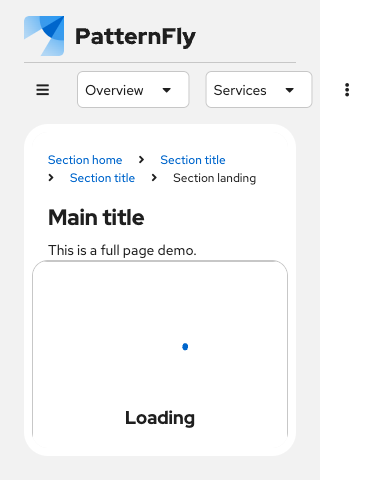 PatternFly
Overview Services
Section home Section title
Section title Section landing
Main title
This is a full page demo.
Loading